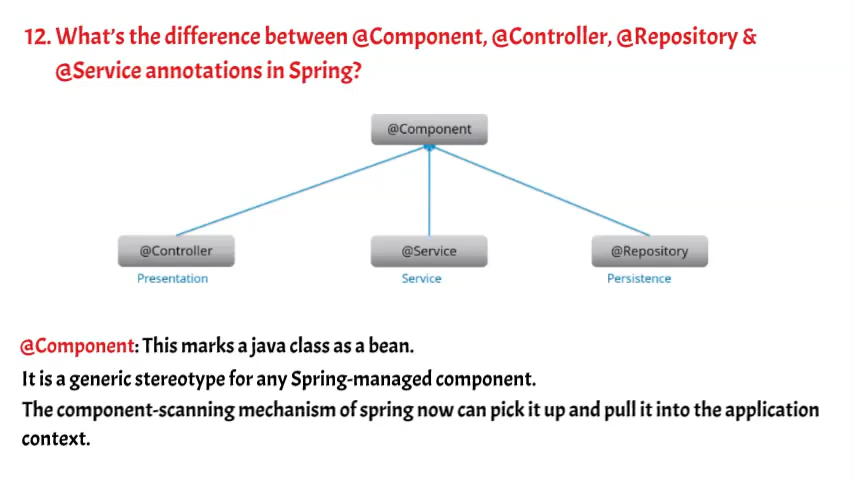 12. What's the difference between @Component, @Controller, @Repository &
@Service annotations in Spring?
@Component
@Controller
@Service
@Repository
Presentation
Service
Persistence
@Component: This marks a java class as a bean.
It is a generic stereotype for any Spring-managed component.
The component-scanning mechanism of spring now can pick it up and pull it into the application
context.